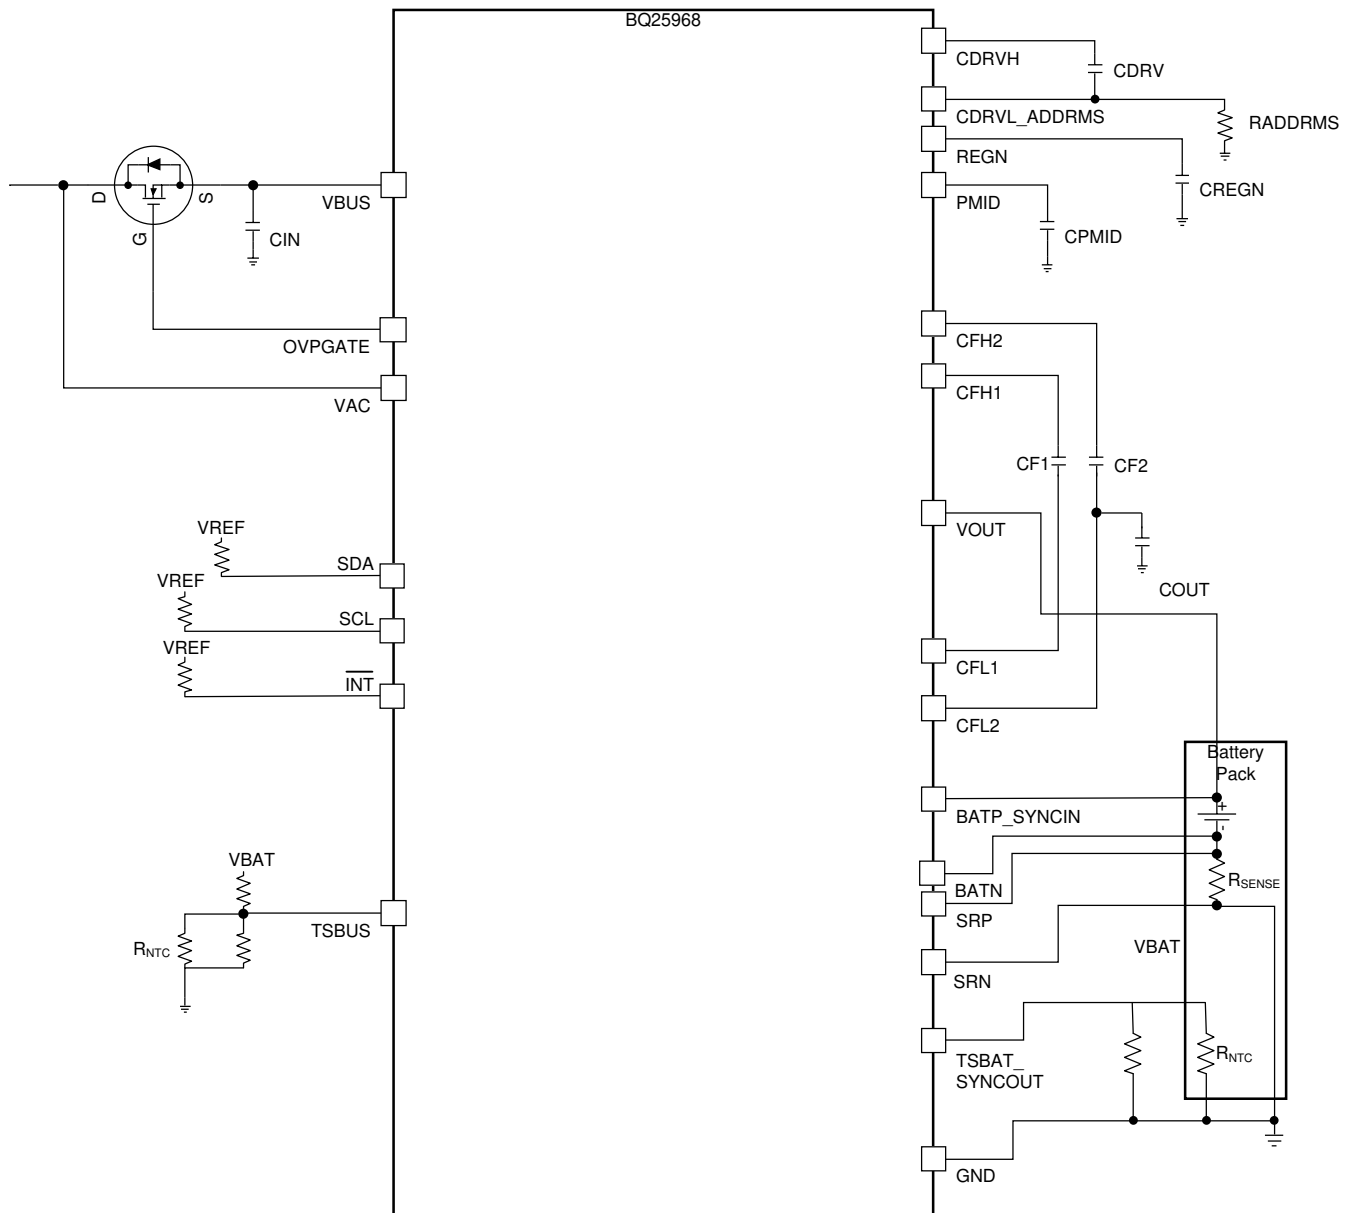 BQ25968
CDRVH
CDRV
CDRVL_ADDRMS
RADDRMS
REGN
CREGN
PMID
CPMID
D
S
G
VBUS
CIN
OVPGATE
VAC
CFH2
CFH1
CF1
CF2
VOUT
COUT
VREF
SDA
VREF
SCL
VREF
INT
CFL1
CFL2
Battery
Pack
+
-
BATP_SYNCIN
BATN
RSENSE
SRP
VBAT
SRN
VBAT
TSBUS
RNTC
TSBAT_
SYNCOUT
RNTC
GND